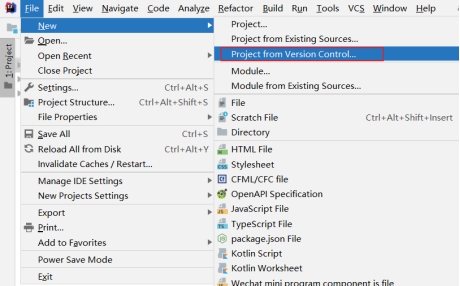 File Edit View Navigate Code Analyze Refactor Build Run Tools VCS Window Help
1: Project
New
Open...
Open Recent
Close Project
Settings... Ctrl+Alt+S
Project Structure... Ctrl+Alt+Shift+S
File Properties
Save All Ctrl+S
Reload All from Disk Ctrl+Alt+Y
Invalidate Caches / Restart...
Manage IDE Settings
New Projects Settings
Export
Print...
Add to Favorites
Power Save Mode
Exit
Project...
Project from Existing Sources...
Project from Version Control...
Module...
Module from Existing Sources...
File
Scratch File Ctrl+Alt+Shift+Insert
Directory
HTML File
Stylesheet
CFML/CFC file
OpenAPI Specification
JavaScript File
TypeScript File
package.json File
Kotlin Script
Kotlin Worksheet
Wechat mini program component js file